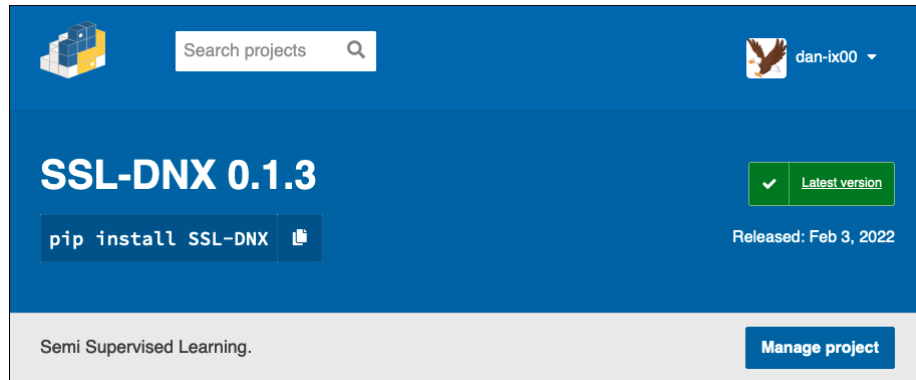 Search projects
dan-ix00
SSL-DNX 0.1.3
Latest version
pip install SSL-DNX
Released: Feb 3, 2022
Semi Supervised Learning.
Manage project